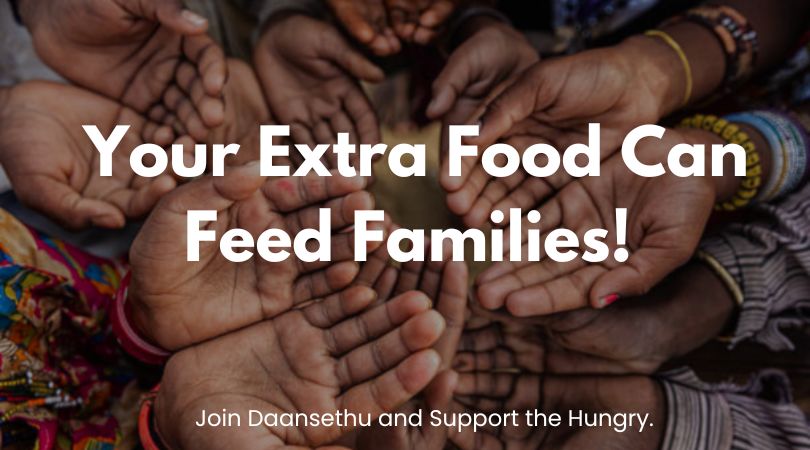 Your Extra Food Can
Feed Families!
Join Daansethu and Support the Hungry.